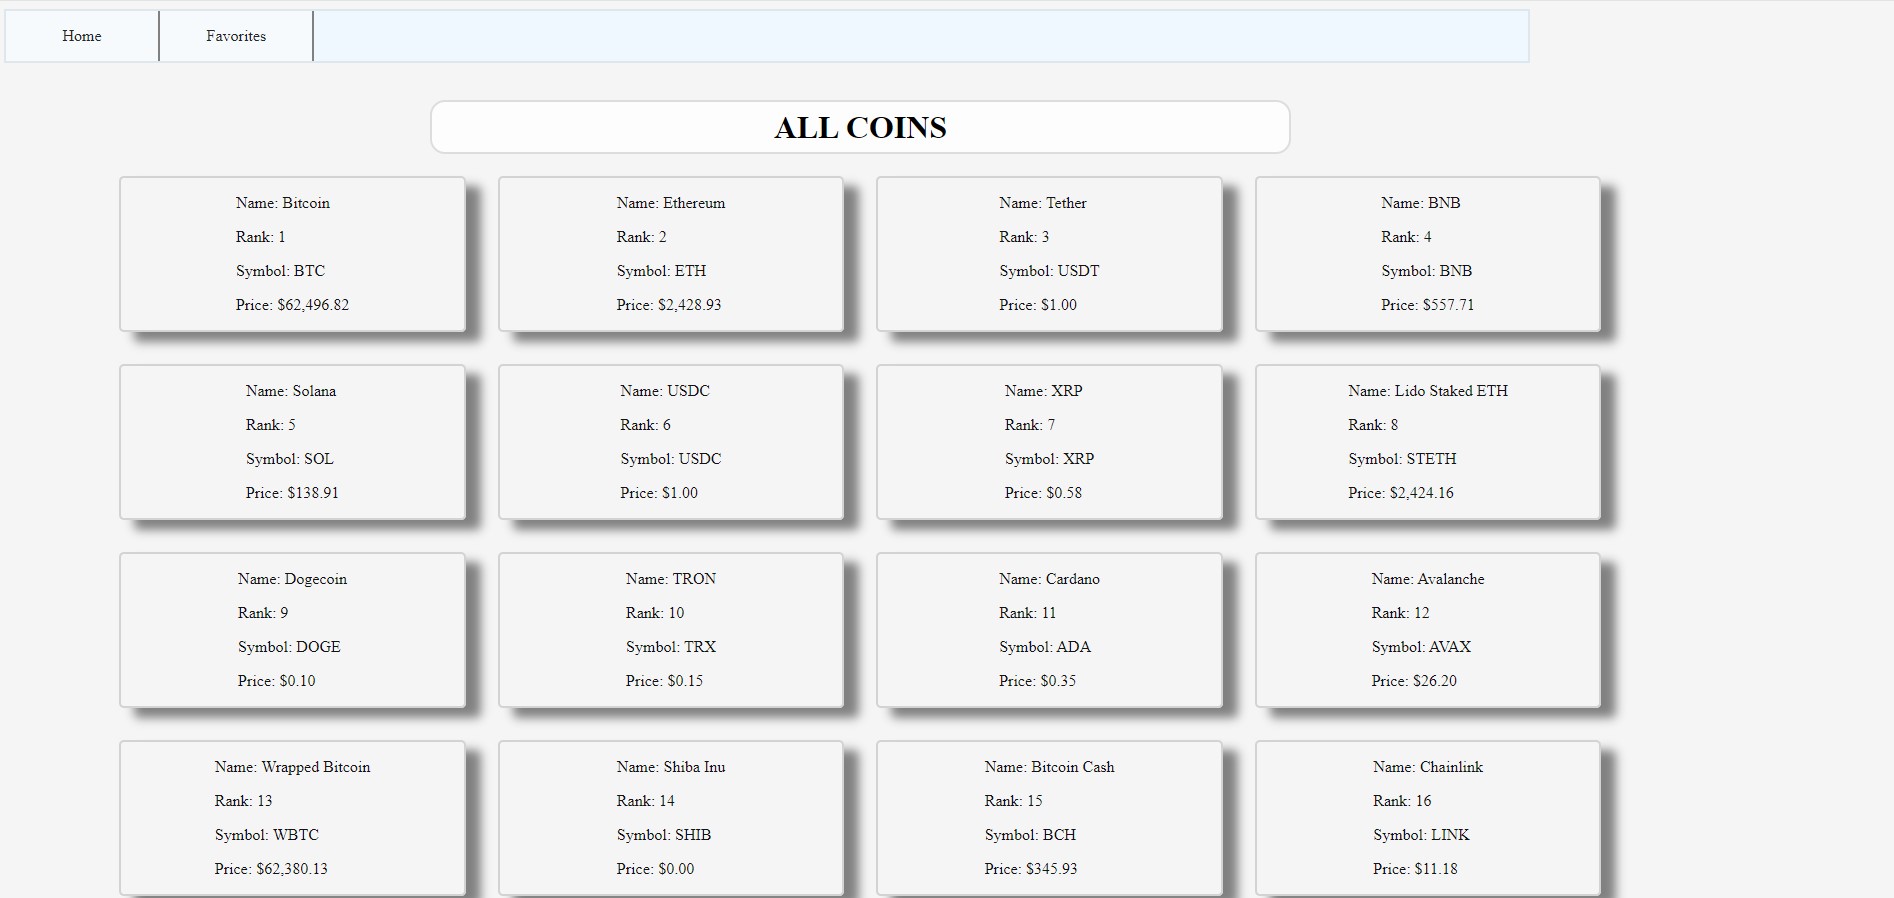 Home
Favorites
ALL COINS
Name: Bitcoin
Rank: 1
Symbol: BTC
Price: $62,496.82
Name: Ethereum
Rank: 2
Symbol: ETH
Price: $2,428.93
Name: Tether
Rank: 3
Symbol: USDT
Price: $1.00
Name: BNB
Rank: 4
Symbol: BNB
Price: $557.71
Name: Solana
Rank: 5
Symbol: SOL
Price: $138.91
Name: USDC
Rank: 6
Symbol: USDC
Price: $1.00
Name: XRP
Rank: 7
Symbol: XRP
Price: $0.58
Name: Lido Staked ETH
Rank: 8
Symbol: STETH
Price: $2,424.16
Name: Dogecoin
Rank: 9
Symbol: DOGE
Price: $0.10
Name: TRON
Rank: 10
Symbol: TRX
Price: $0.15
Name: Cardano
Rank: 11
Symbol: ADA
Price: $0.35
Name: Avalanche
Rank: 12
Symbol: AVAX
Price: $26.20
Name: Wrapped Bitcoin
Rank: 13
Symbol: WBTC
Price: $62,380.13
Name: Shiba Inu
Rank: 14
Symbol: SHIB
Price: $0.00
Name: Bitcoin Cash
Rank: 15
Symbol: BCH
Price: $345.93
Name: Chainlink
Rank: 16
Symbol: LINK
Price: $11.18